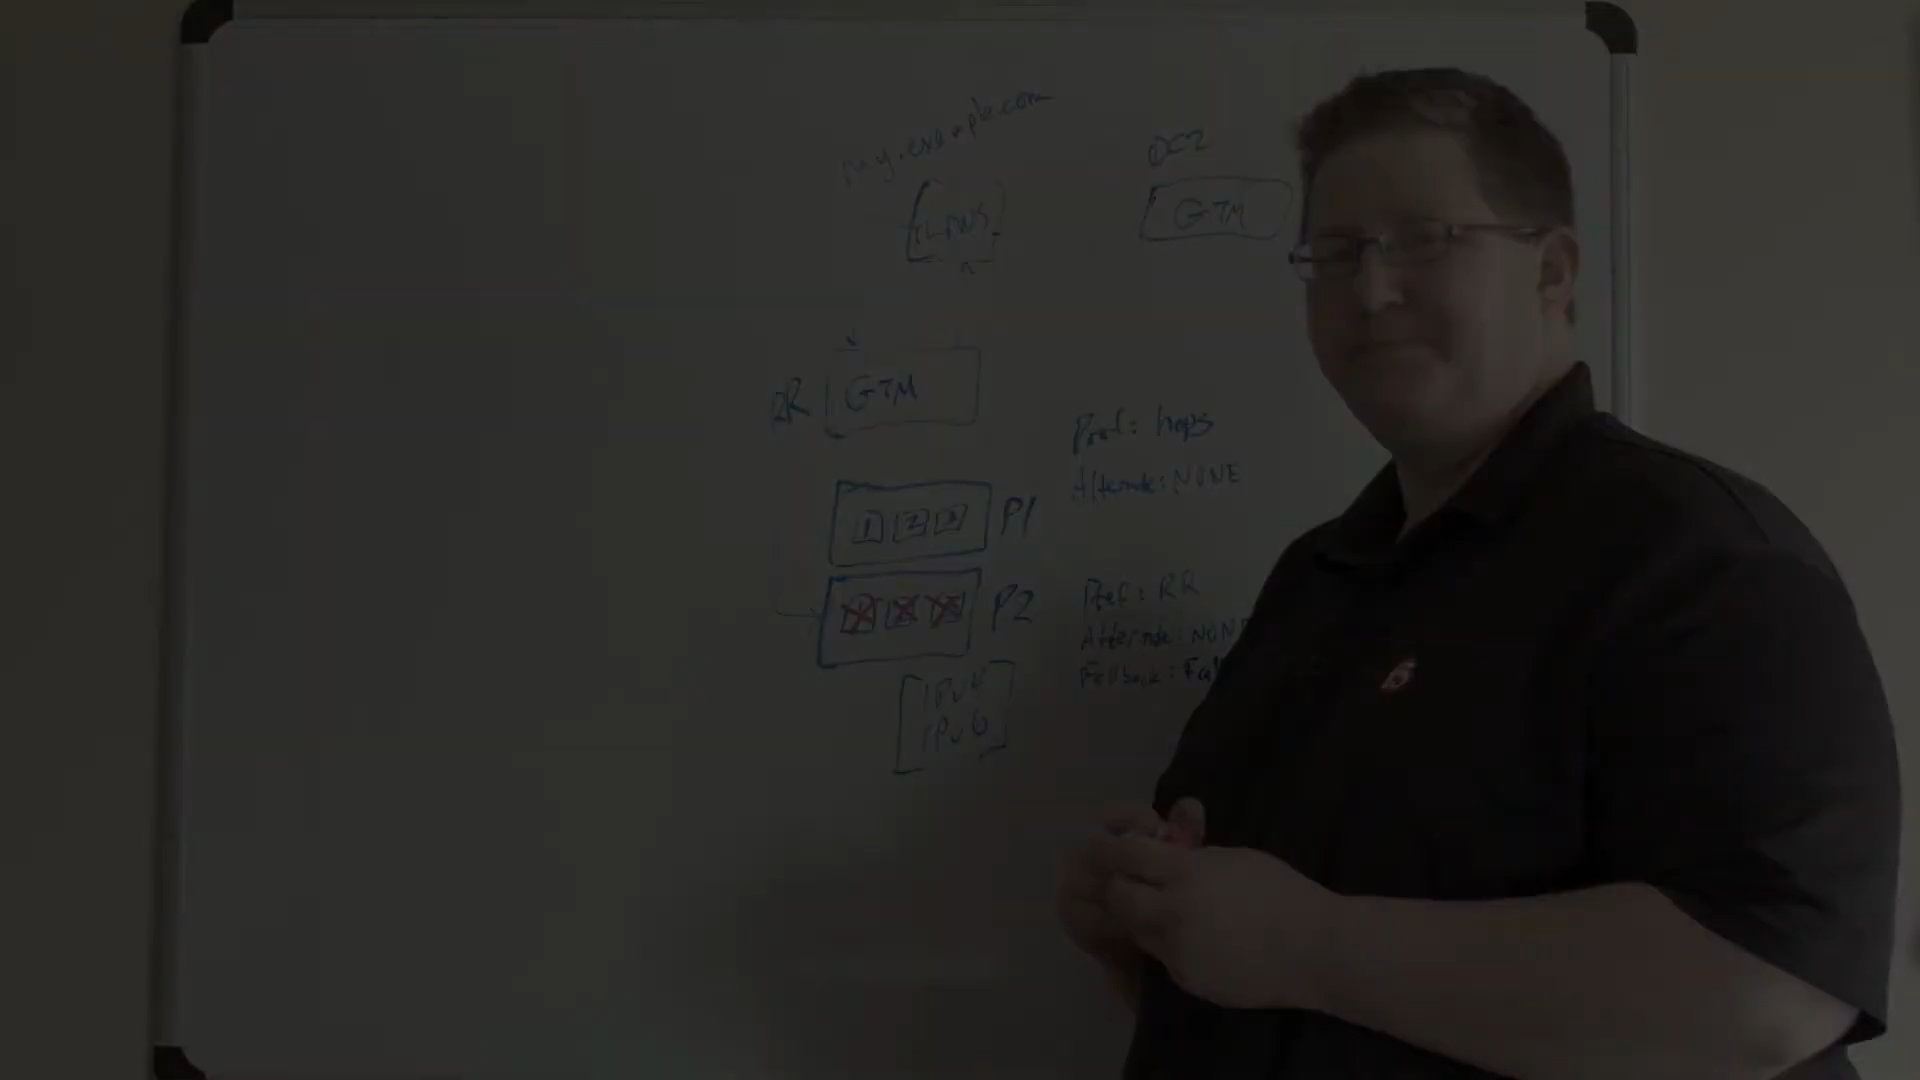 my.example.com
DC2
LDNS
GTM
RR GTM
Pref: hops
Alternate: NONE
1 2 3 P1
P2
Pref: RR
Alternate: NON
Fallback: Fall
IPv4
IPv6